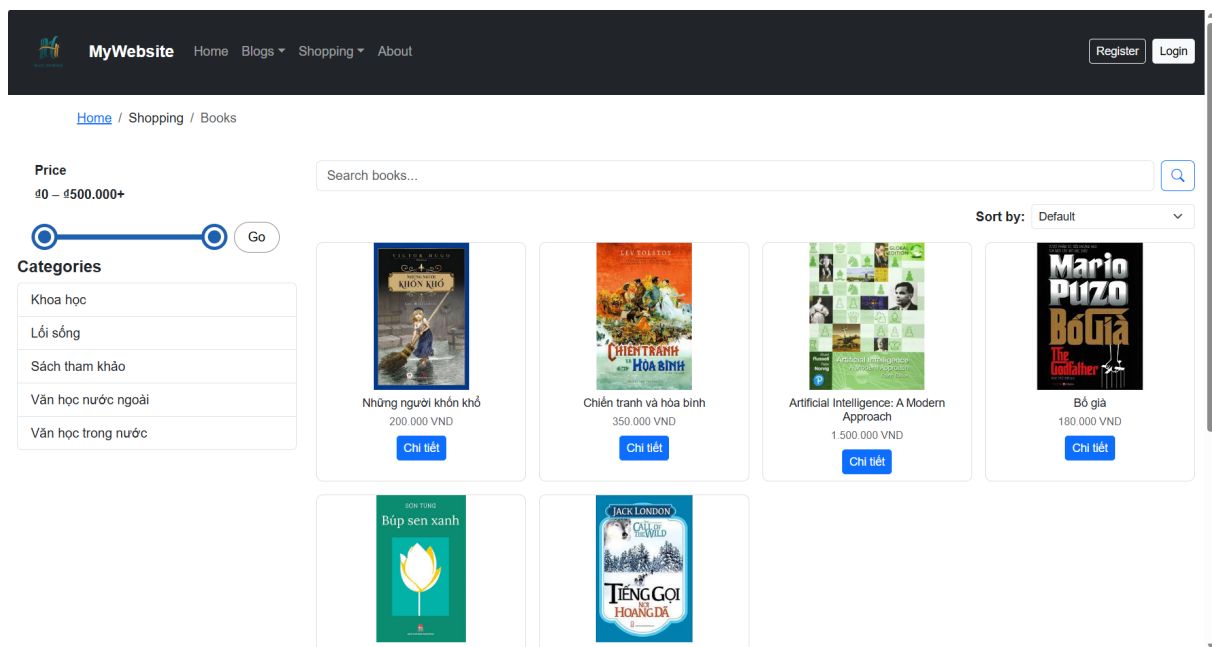 MyWebsite Home Blogs Shopping About Register Login
Home / Shopping / Books
Price
₫0 – ₫500.000+
Go
Categories
Khoa học
Lối sống
Sách tham khảo
Văn học nước ngoài
Văn học trong nước
Search books...
Sort by: Default
VICTOR HUGO
NHỮNG NGƯỜI
KHỐN KHỔ
Những người khốn khổ
200.000 VND
Chi tiết
LEV TOLSTOY
CHIẾN TRANH
VÀ
HÒA BÌNH
Chiến tranh và hòa bình
350.000 VND
Chi tiết
GLOBAL
EDITION
Stuart
Russell
Peter
Norvig
Artificial Intelligence
A Modern Approach
Artificial Intelligence: A Modern
Approach
1.500.000 VND
Chi tiết
Mario
PUZO
Bố Già
The
Godfather
Bố già
180.000 VND
Chi tiết
SƠN TÙNG
Búp sen xanh
JACK LONDON
CALL OF
THE WILD
TIẾNG GỌI
NƠI
HOANG DÃ